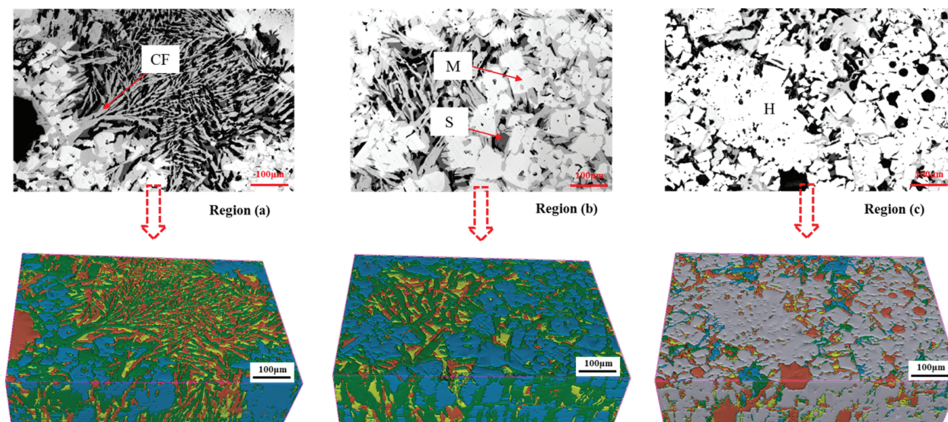 CF
100μm
Region (a)
M
S
100μm
Region (b)
H
100μm
Region (c)
100μm
100μm
100μm